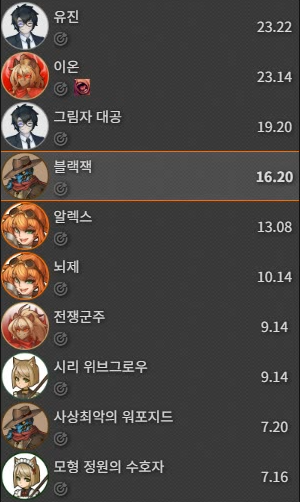 유진
23.22
이온
23.14
그림자 대공
19.20
블랙잭
16.20
알렉스
13.08
뇌제
10.14
전쟁군주
9.14
시리 위브그로우
9.14
사상최악의 워포지드
7.20
모형 정원의 수호자
7.16